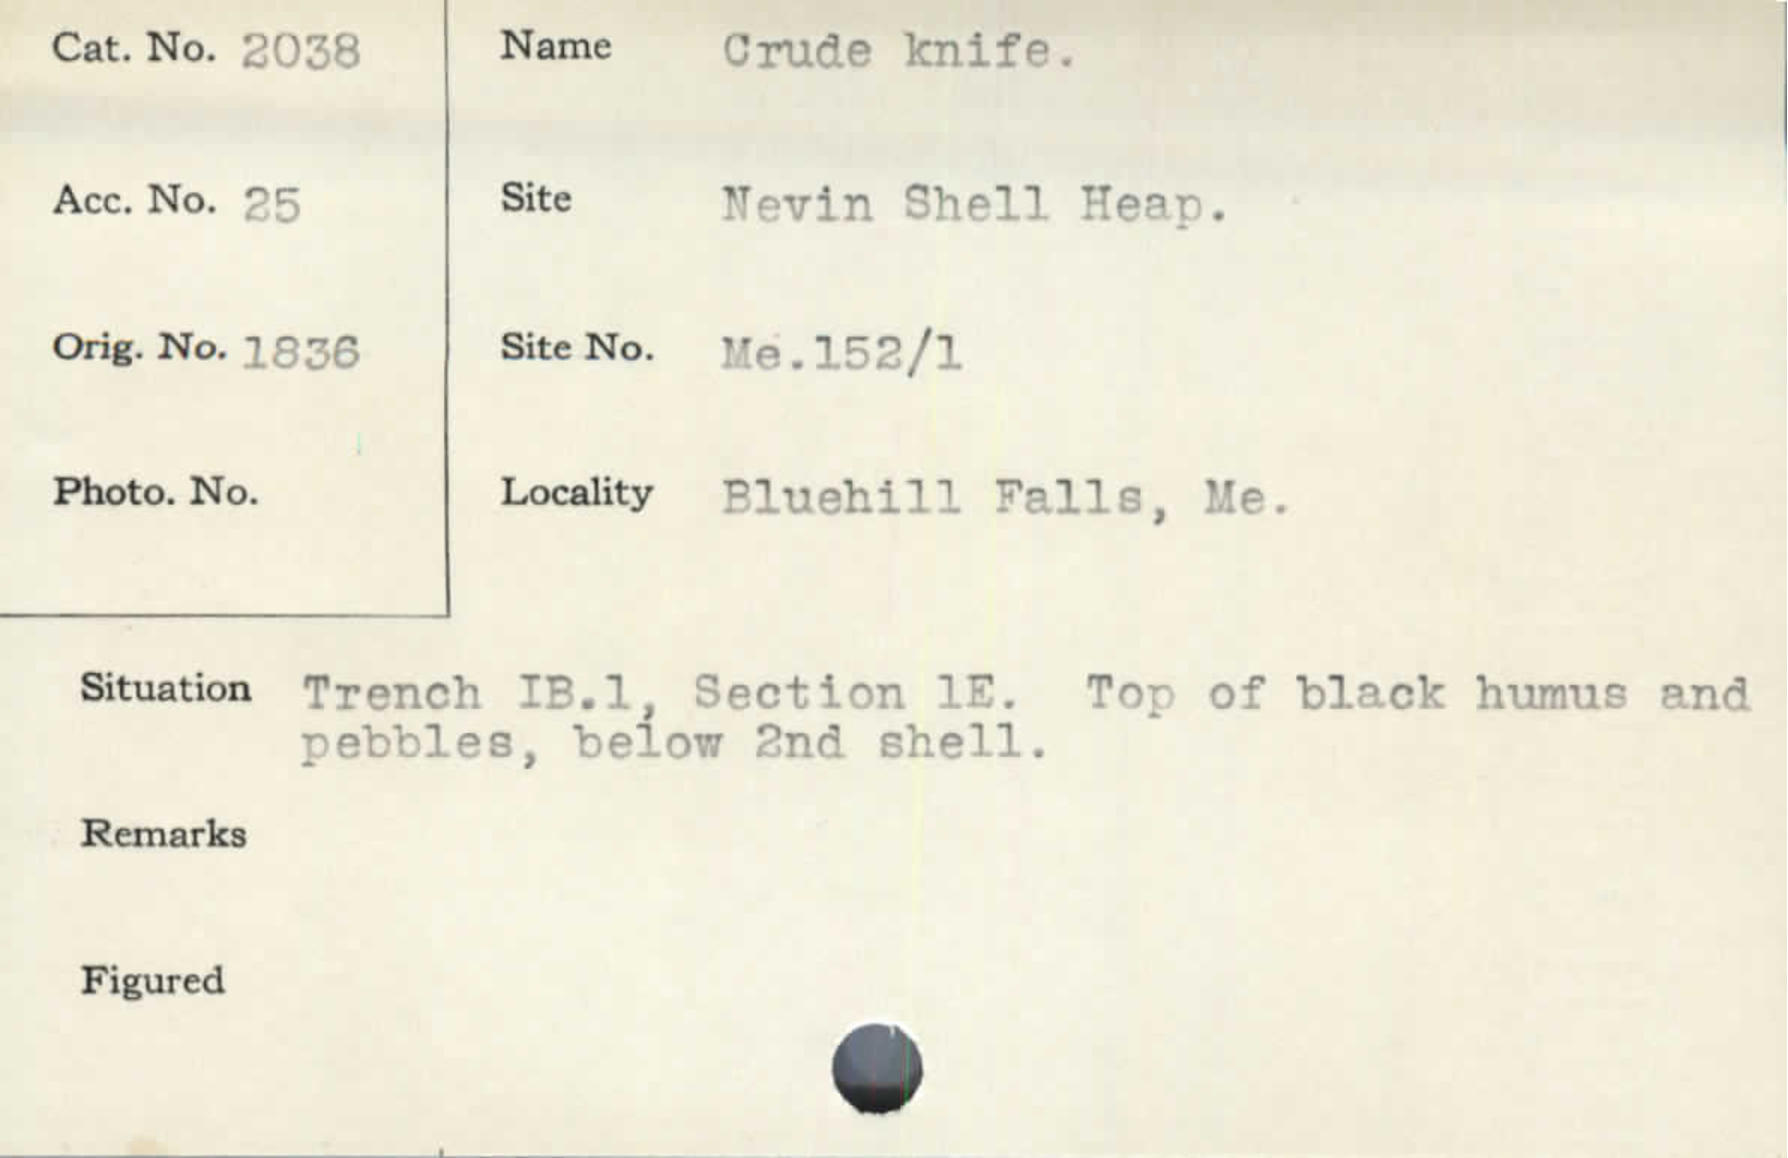 Cat. No. 2038
Name Crude knife.
Acc. No. 25
Site Nevin Shell Heap.
Orig. No. 1836
Site No. Me.152/1
Photo. No.
Locality Bluehill Falls, Me.
Situation Trench IB.1, Section 1E. Top of black humus and
pebbles, below 2nd shell.
Remarks
Figured